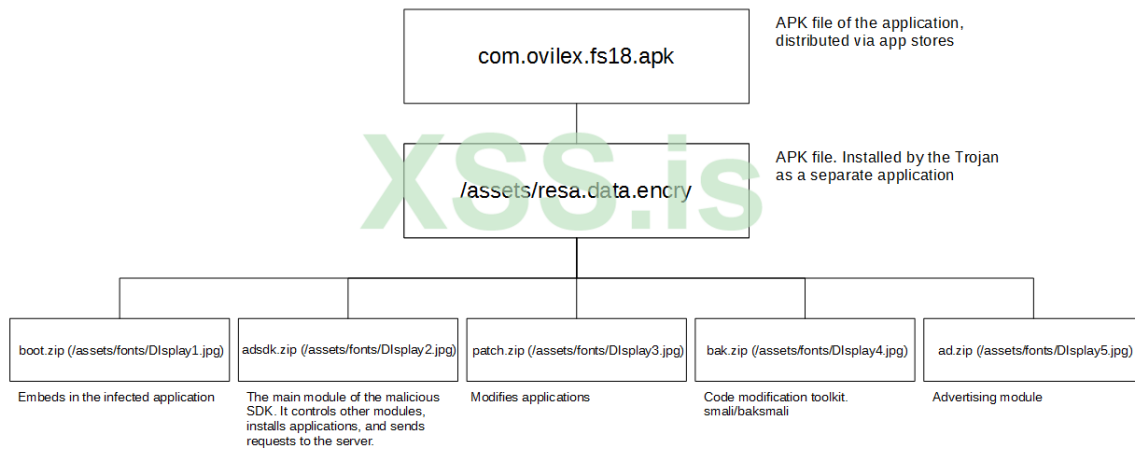 com.ovilex.fs18.apk
APK file of the application,
distributed via app stores
XSS.is
/assets/resa.data.encry
APK file. Installed by the Trojan
as a separate application
boot.zip (/assets/fonts/DIsplay1.jpg)
adsdk.zip (/assets/fonts/DIsplay2.jpg)
patch.zip (/assets/fonts/DIsplay3.jpg)
bak.zip (/assets/fonts/DIsplay4.jpg)
ad.zip (/assets/fonts/DIsplay5.jpg)
Embeds in the infected application
The main module of the malicious
SDK. It controls other modules,
installs applications, and sends
requests to the server.
Modifies applications
Code modification toolkit.
smali/baksmali
Advertising module